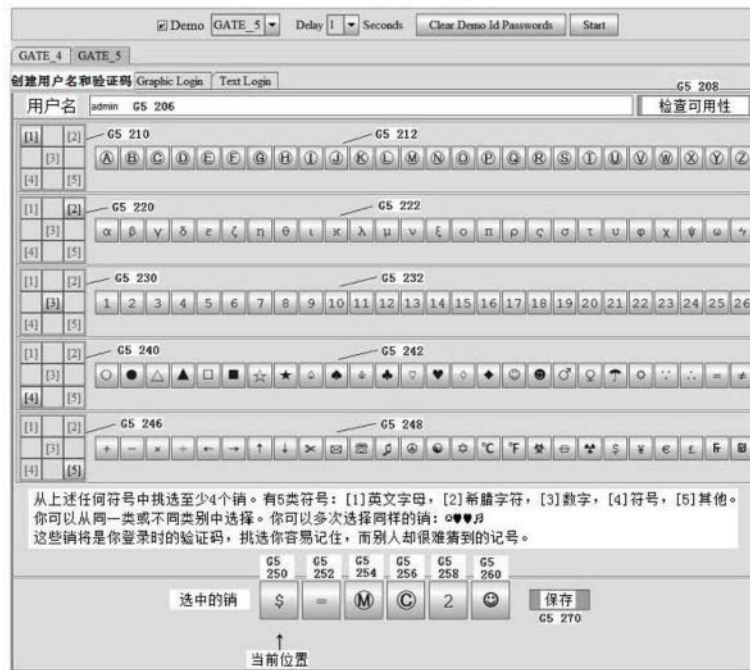 Demo GATE_5 Delay 1 Seconds Clear Demo Id Passwords Start
GATE_4 GATE_5
创建用户名和验证码 Graphic Login Text Login
G5 208
用户名 admin G5 206 检查可用性
[1] [2] G5 210 G5 212
[3] Ⓐ Ⓑ Ⓒ Ⓓ Ⓔ Ⓕ Ⓖ Ⓗ Ⓘ Ⓙ Ⓚ Ⓛ Ⓜ Ⓝ Ⓞ Ⓟ Ⓠ Ⓡ Ⓢ Ⓣ Ⓤ Ⓥ Ⓦ Ⓧ Ⓨ Ⓩ
[4] [5]
[1] [2] G5 220 G5 222
[3] α β γ δ ε ζ η θ ι κ λ μ ν ξ ο π ρ ς σ τ υ φ χ ψ ω ϟ
[4] [5]
[1] [2] G5 230 G5 232
[3] 1 2 3 4 5 6 7 8 9 10 11 12 13 14 15 16 17 18 19 20 21 22 23 24 25 26
[4] [5]
[1] [2] G5 240 G5 242
[3] ○ ● △ ▲ □ ■ ☆ ★ ♤ ♠ ♧ ♣ ♡ ♥ ◇ ◆ ☺ ☻ ♂ ♀ ☂ ☼ ∵ ∴ = ≠
[4] [5]
[1] [2] G5 246 G5 248
[3] + − × ÷ ← → ↑ ↓ ✂ ✉ ☏ ♫ ☮ ☯ ✡ ℃ ℉ ☣ ☢ $ ¥ € £ ₪
[4] [5]
从上述任何符号中挑选至少4个销。有5类符号: [1]英文字母, [2]希腊字符, [3]数字, [4]符号, [5]其他。
你可以从同一类或不同类别中选择。你可以多次选择同样的销: ☺♥♥♬
这些销将是你登录时的验证码, 挑选你容易记住, 而别人却很难猜到的记号。
G5 G5 G5 G5 G5 G5
250 252 254 256 258 260
选中的销 $ = Ⓜ Ⓒ 2 ☻ 保存
G5 270
↑
当前位置